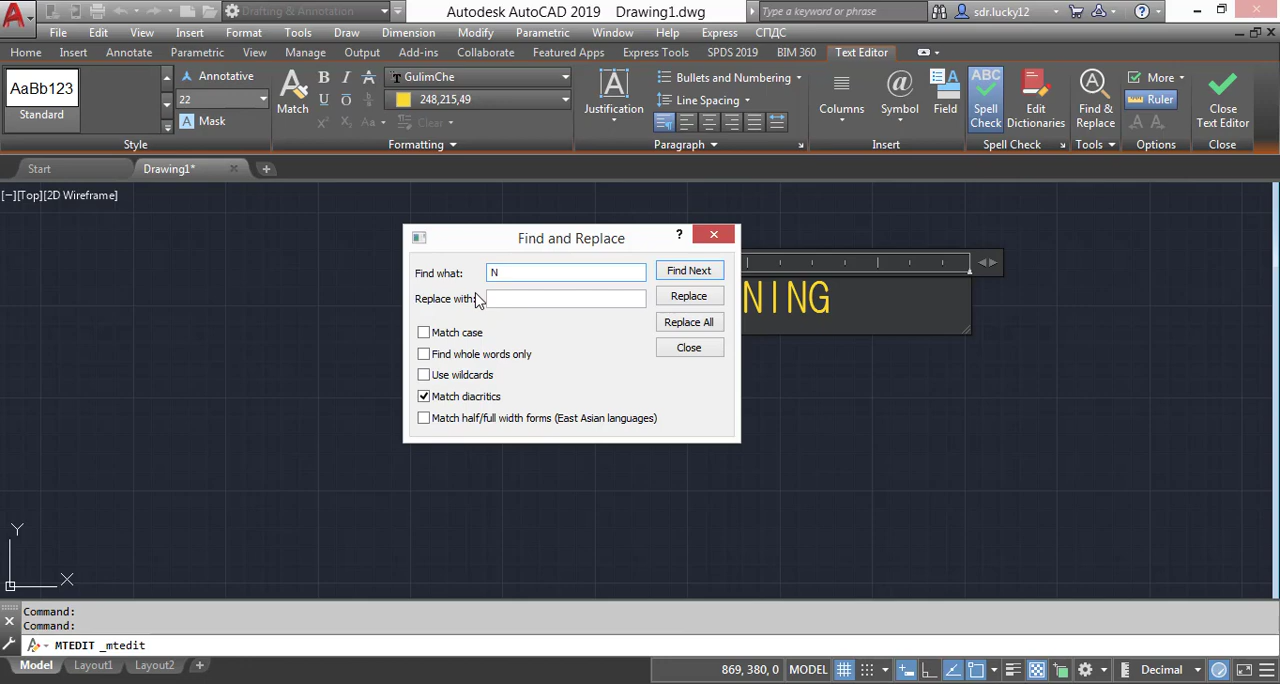 Drafting & Annotation
Autodesk AutoCAD 2019 Drawing1.dwg
Type a keyword or phrase
sdr.lucky12
File Edit View Insert Format Tools Draw Dimension Modify Parametric Window Help Express СПДС
Home Insert Annotate Parametric View Manage Output Add-ins Collaborate Featured Apps Express Tools SPDS 2019 BIM 360 Text Editor
AaBb123
Standard
Annotative
22
Mask
Style
Match
B I A
U O
GulimChe
248,215,49
Aa
Clear
Formatting
Justification
Bullets and Numbering
Line Spacing
Paragraph
Columns
Symbol
Field
Insert
ABC
Spell Check
Edit Dictionaries
Spell Check
Find & Replace
Tools
More
Ruler
Options
Close Text Editor
Close
Start
Drawing1*
[−][Top][2D Wireframe]
Find and Replace
Find what: N
Find Next
Replace with:
Replace
Match case
Replace All
Find whole words only
Close
Use wildcards
Match diacritics
Match half/full width forms (East Asian languages)
NING
Y
X
Command:
Command:
MTEDIT _mtedit
Model Layout1 Layout2
869, 380, 0 MODEL
Decimal